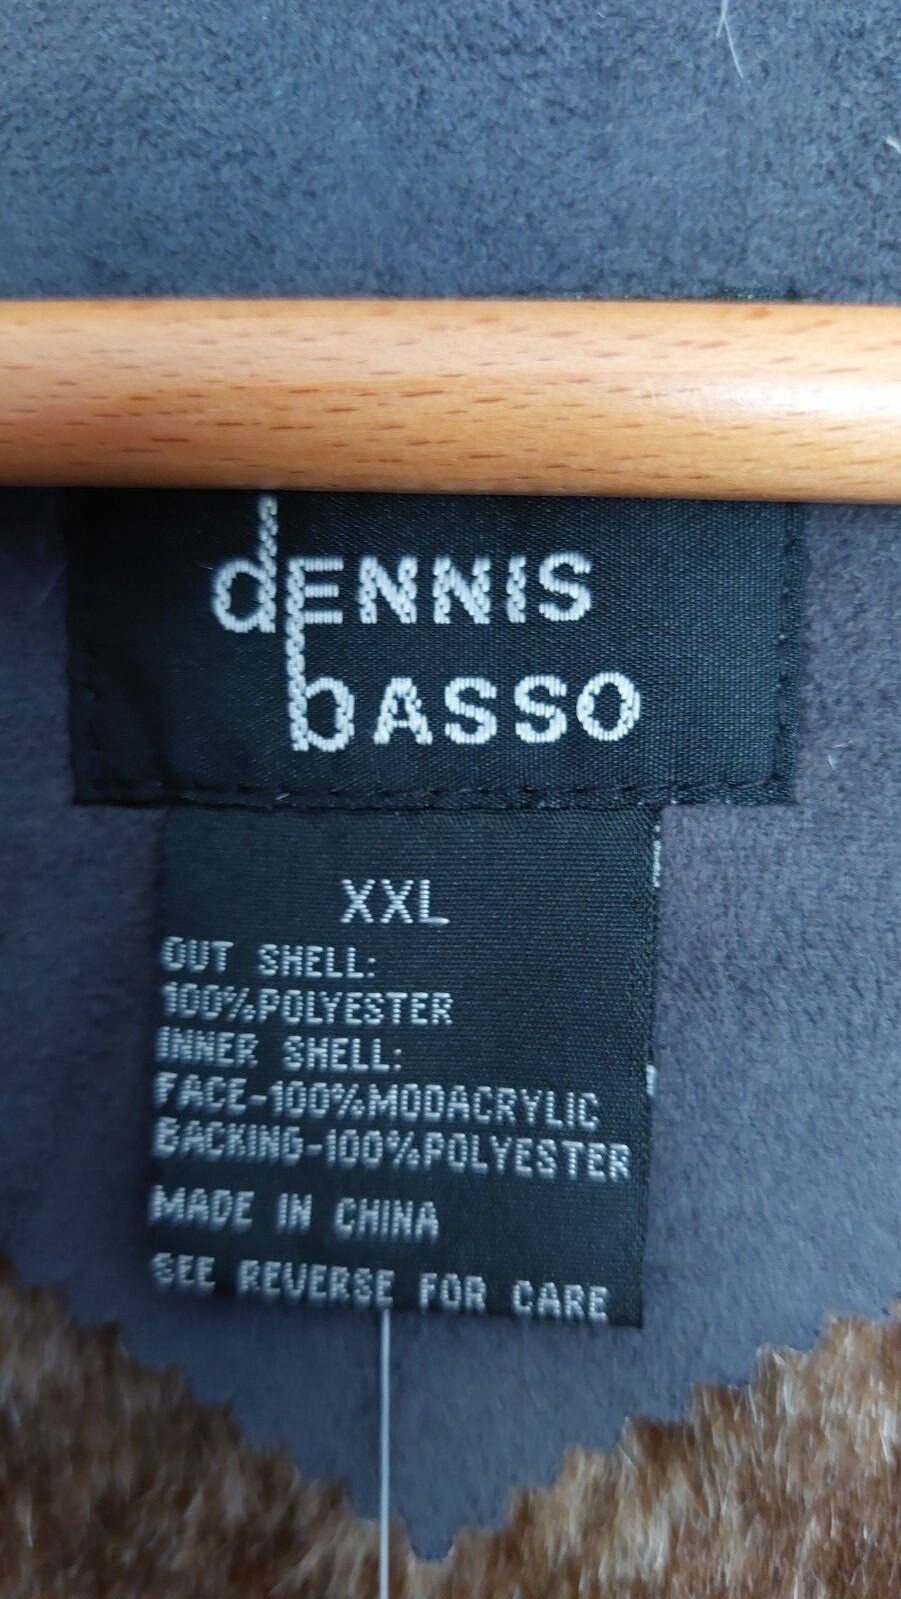 dENNIS
bASSO
XXL
OUT SHELL:
100%POLYESTER
INNER SHELL:
FACE-100%MODACRYLIC
BACKING-100%POLYESTER
MADE IN CHINA
SEE REVERSE FOR CARE